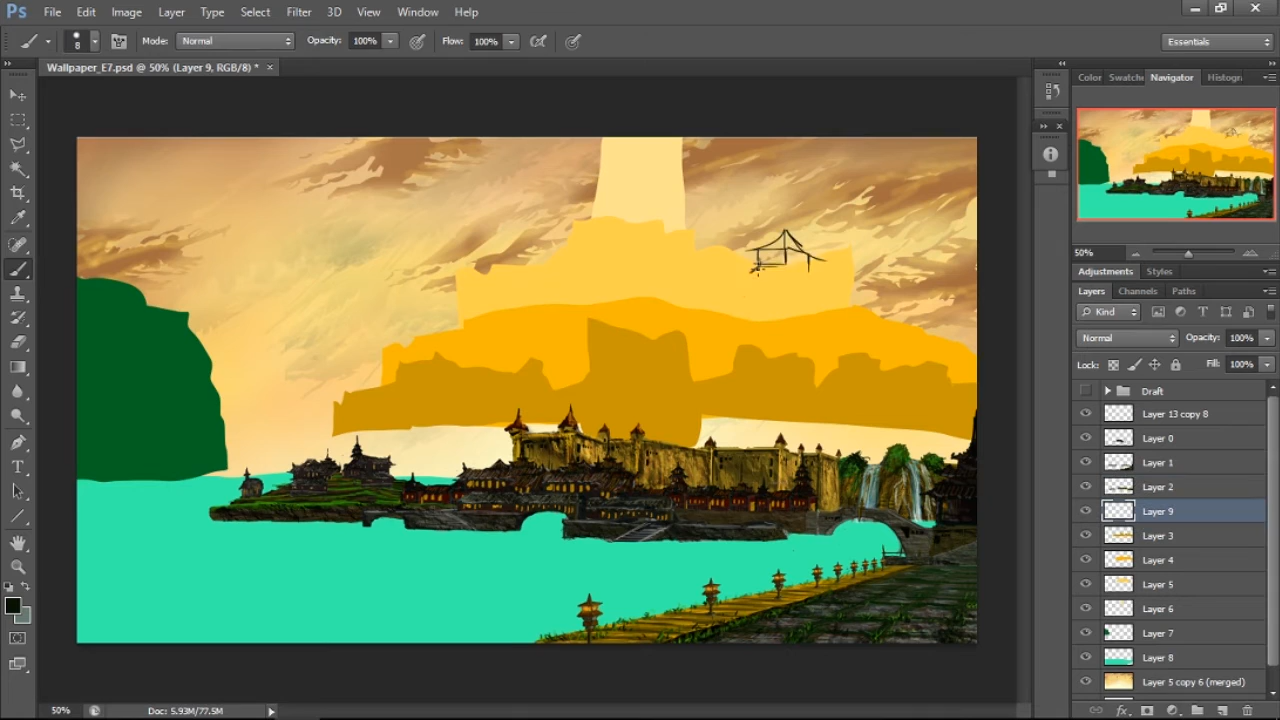 Ps File Edit Image Layer Type Select Filter 3D View Window Help
8 Mode: Normal Opacity: 100% Flow: 100% Essentials
Wallpaper_E7.psd @ 50% (Layer 9, RGB/8) * ×
Color Swatche Navigator Histogra
50%
Adjustments Styles
Layers Channels Paths
Kind
Normal Opacity: 100%
Lock: Fill: 100%
Draft
Layer 13 copy 8
Layer 0
Layer 1
Layer 2
Layer 9
Layer 3
Layer 4
Layer 5
Layer 6
Layer 7
Layer 8
Layer 5 copy 6 (merged)
50% Doc: 5.93M/77.5M